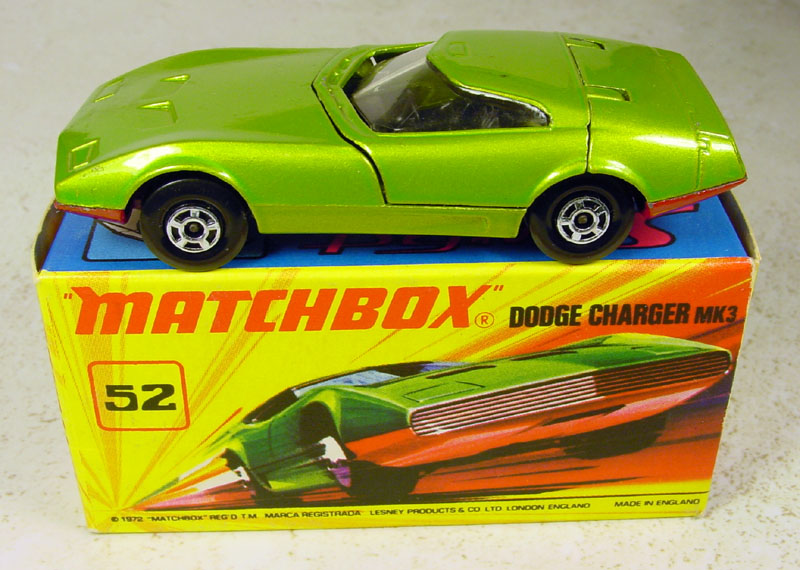 "MATCHBOX"®
DODGE CHARGER MK3
52
© 1972 "MATCHBOX" REG'D T.M. MARCA REGISTRADA LESNEY PRODUCTS & CO LTD LONDON ENGLAND
MADE IN ENGLAND